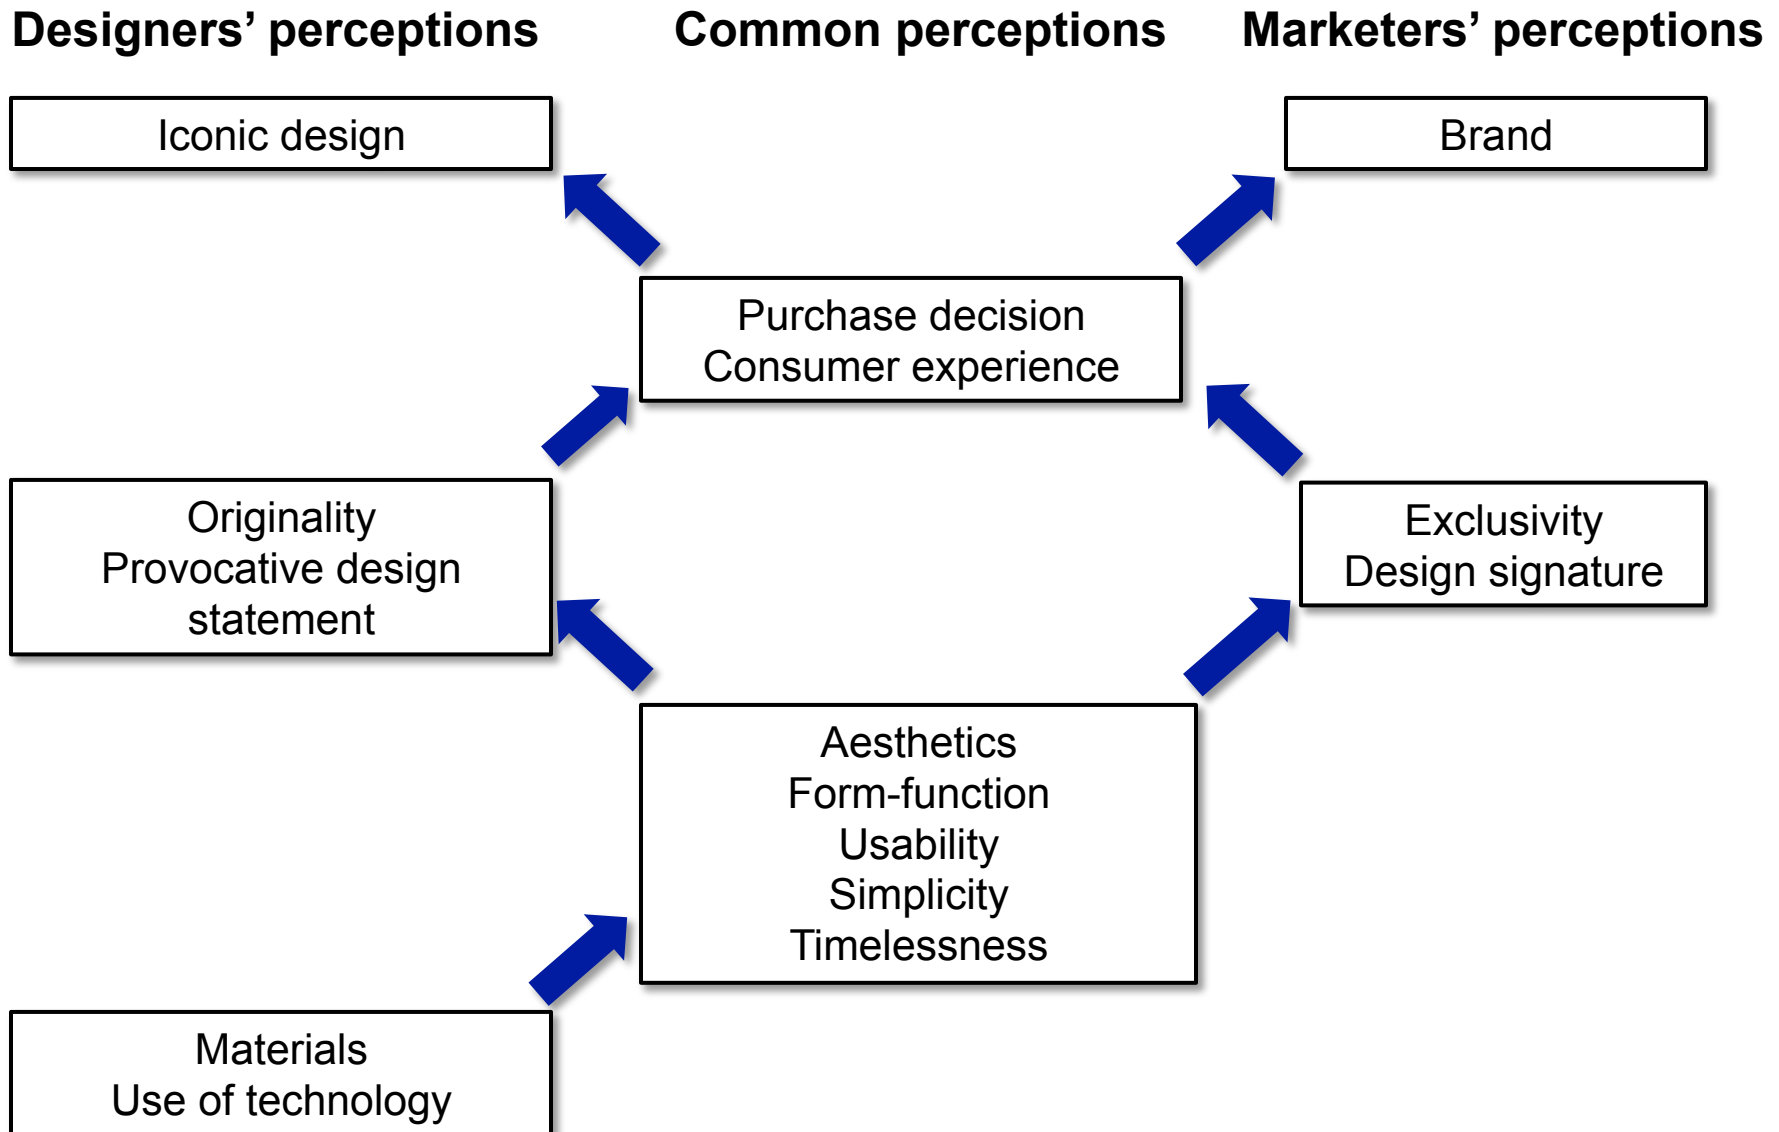 Designers’ perceptions
Common perceptions
Marketers’ perceptions
Iconic design
Brand
Purchase decision
Consumer experience
Originality
Provocative design
statement
Exclusivity
Design signature
Aesthetics
Form-function
Usability
Simplicity
Timelessness
Materials
Use of technology